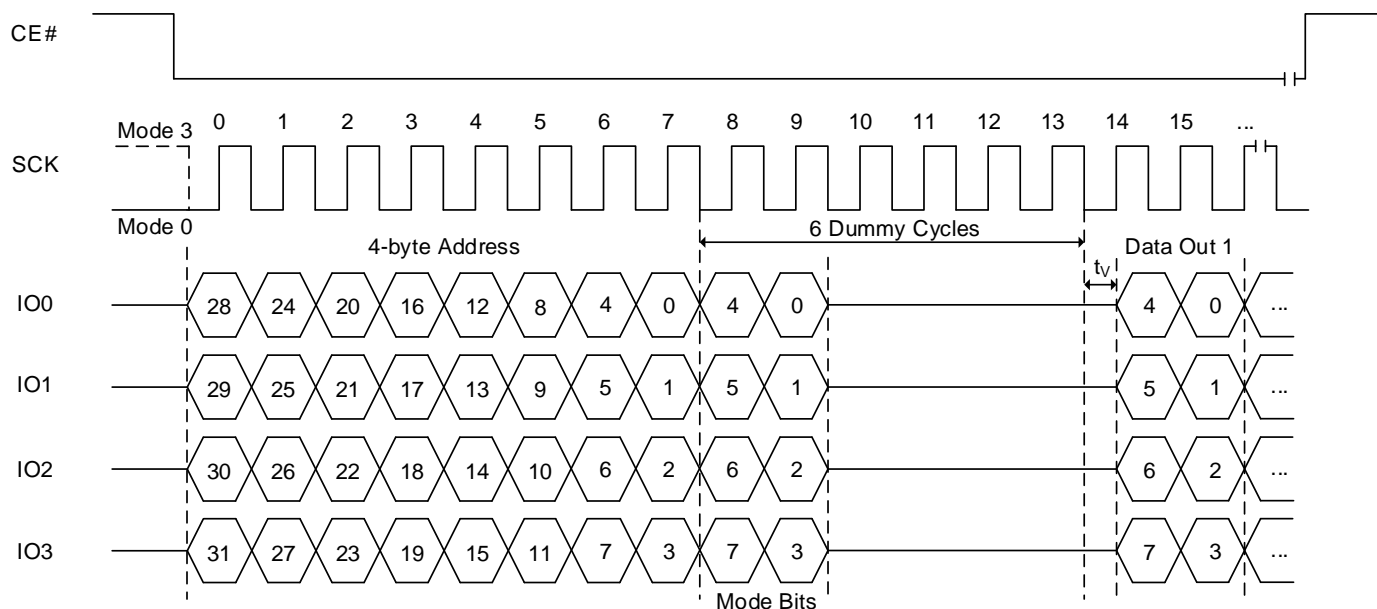 CE#
Mode 3 0 1 2 3 4 5 6 7 8 9 10 11 12 13 14 15 ...
SCK
Mode 0
6 Dummy Cycles
4-byte Address Data Out 1
tV
IO0 28 24 20 16 12 8 4 0 4 0 4 0 ...
IO1 29 25 21 17 13 9 5 1 5 1 5 1 ...
IO2 30 26 22 18 14 10 6 2 6 2 6 2 ...
IO3 31 27 23 19 15 11 7 3 7 3 7 3 ...
Mode Bits